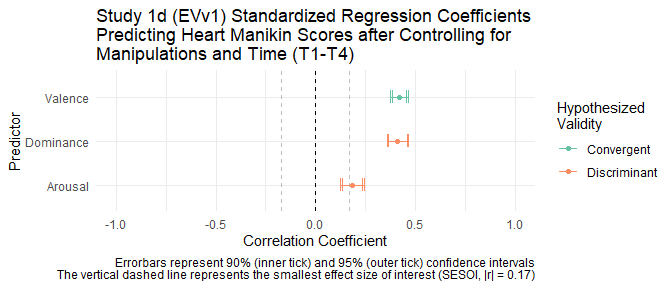 Study 1d (EVv1) Standardized Regression Coefficients
Predicting Heart Manikin Scores after Controlling for
Manipulations and Time (T1-T4)
Predictor
Valence
Dominance
Arousal
-1.0
-0.5
0.0
0.5
1.0
Correlation Coefficient
Hypothesized
Validity
Convergent
Discriminant
Errorbars represent 90% (inner tick) and 95% (outer tick) confidence intervals
The vertical dashed line represents the smallest effect size of interest (SESOI, |r| = 0.17)